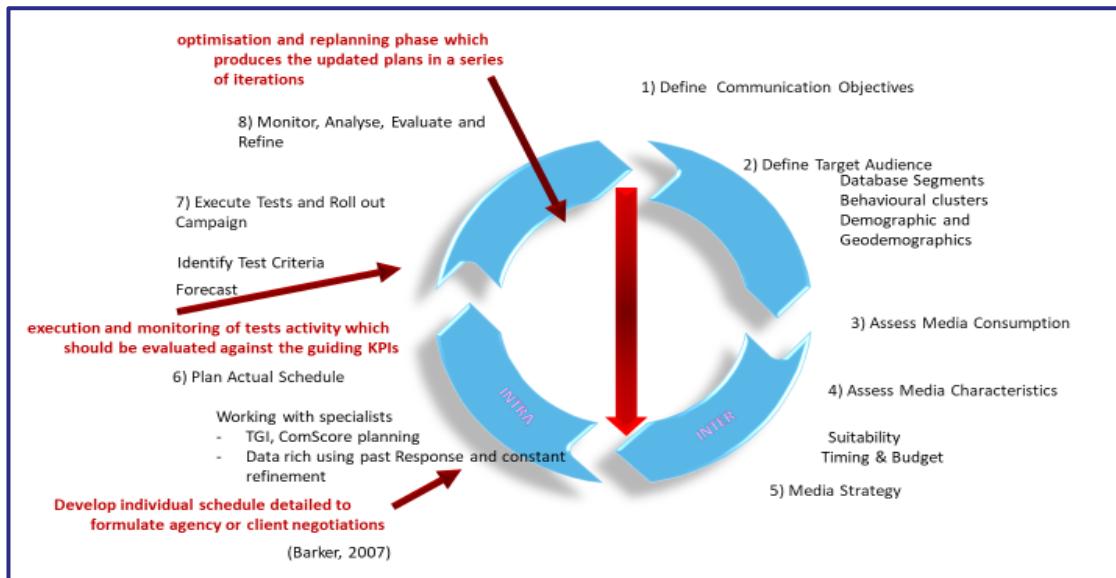 optimisation and replanning phase which
produces the updated plans in a series
of iterations
1) Define Communication Objectives
8) Monitor, Analyse, Evaluate and
Refine
2) Define Target Audience
Database Segments
Behavioural clusters
Demographic and
Geodemographics
7) Execute Tests and Roll out
Campaign
Identify Test Criteria
Forecast
execution and monitoring of tests activity which
should be evaluated against the guiding KPIs
3) Assess Media Consumption
6) Plan Actual Schedule
4) Assess Media Characteristics
INTRA
INTER
Working with specialists
- TGI, ComScore planning
- Data rich using past Response and constant
refinement
Suitability
Timing & Budget
5) Media Strategy
Develop individual schedule detailed to
formulate agency or client negotiations
(Barker, 2007)